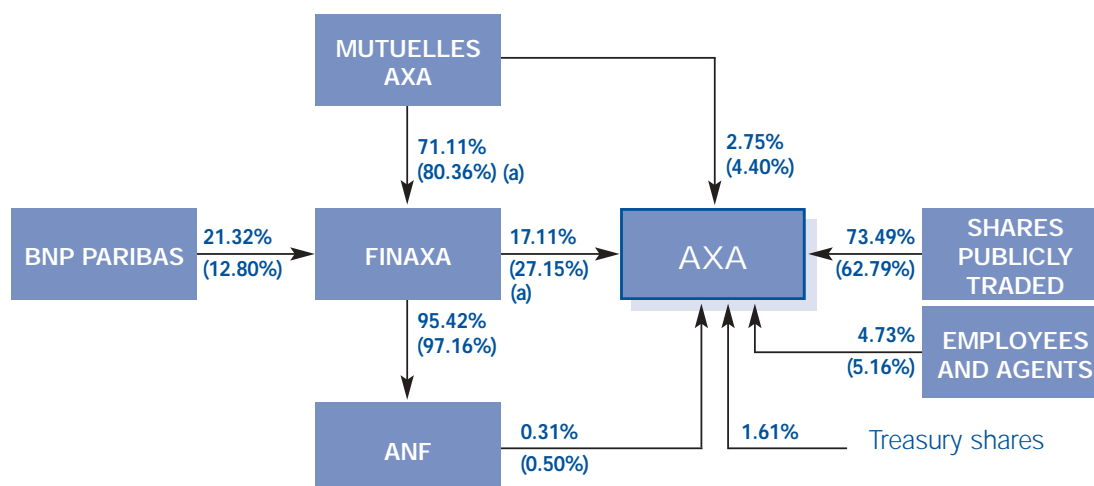 MUTUELLES
AXA
71.11%
(80.36%) (a)
2.75%
(4.40%)
BNP PARIBAS
21.32%
(12.80%)
FINAXA
17.11%
(27.15%)
(a)
AXA
73.49%
(62.79%)
SHARES
PUBLICLY
TRADED
95.42%
(97.16%)
4.73%
(5.16%)
EMPLOYEES
AND AGENTS
ANF
0.31%
(0.50%)
1.61%
Treasury shares